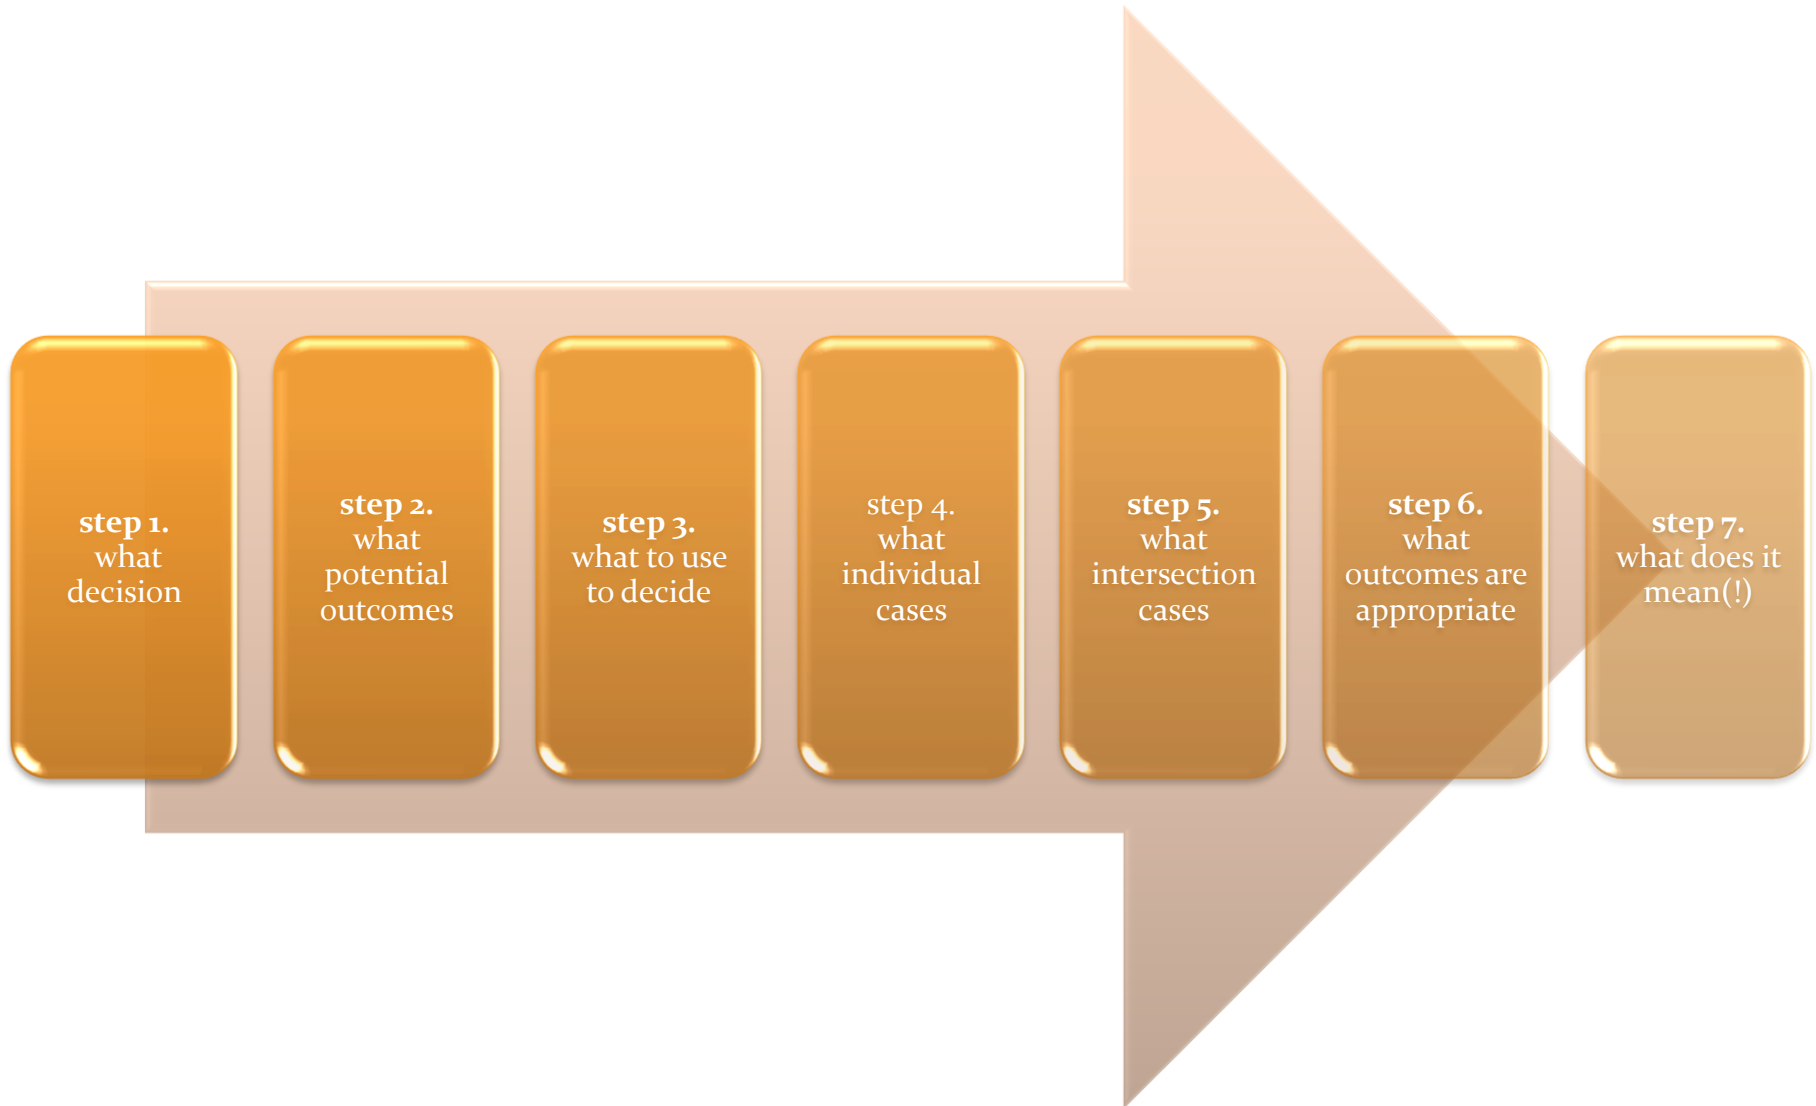 step 1.
what
decision
step 2.
what
potential
outcomes
step 3.
what to use
to decide
step 4.
what
individual
cases
step 5.
what
intersection
cases
step 6.
what
outcomes are
appropriate
step 7.
what does it
mean(!)